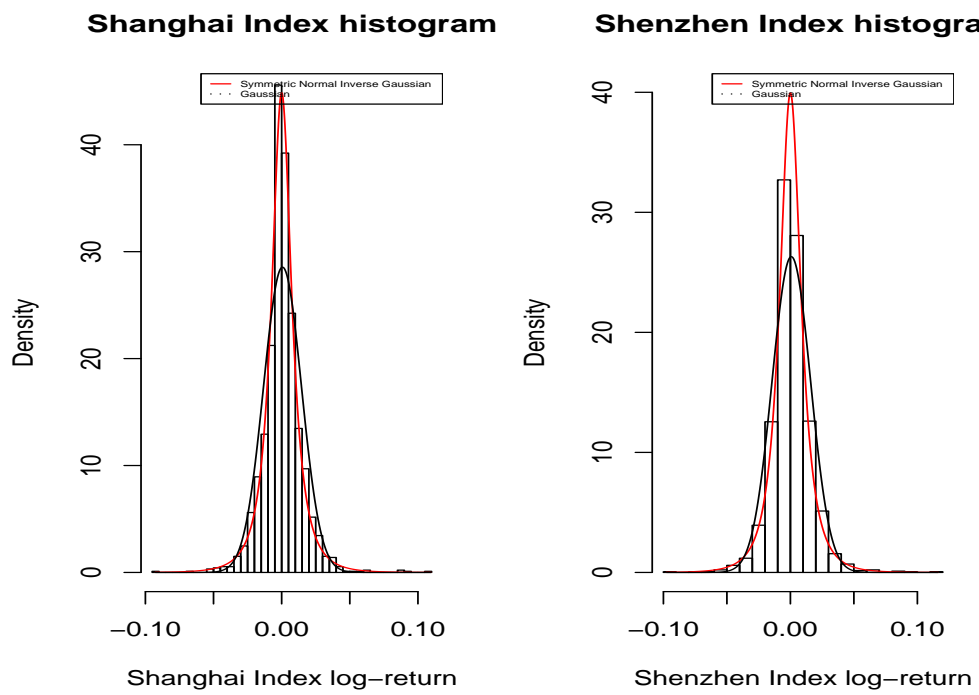 Shanghai Index histogram
Symmetric Normal Inverse Gaussian
Gaussian
Density
0
10
20
30
40
−0.10
0.00
0.10
Shanghai Index log−return
Shenzhen Index histogra
Symmetric Normal Inverse Gaussian
Gaussian
Density
0
10
20
30
40
−0.10
0.00
0.10
Shenzhen Index log−return